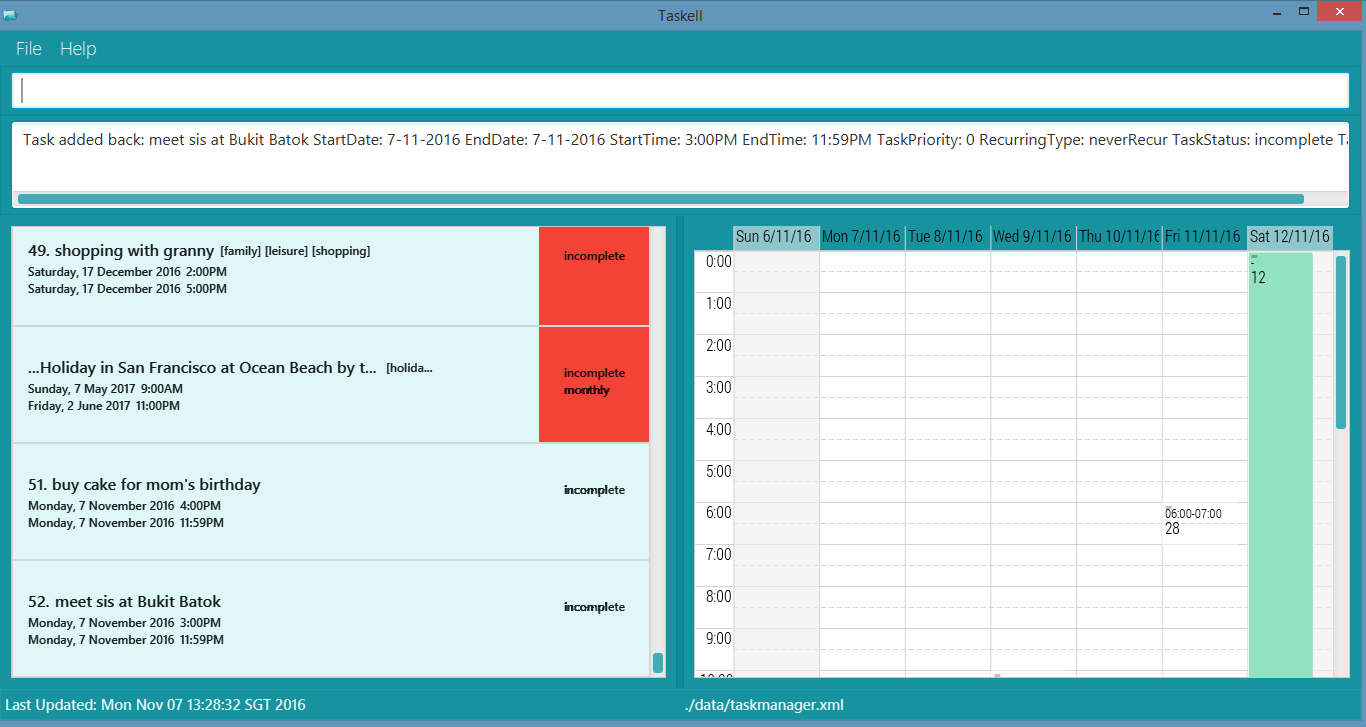 Taskell
File Help
Task added back: meet sis at Bukit Batok StartDate: 7-11-2016 EndDate: 7-11-2016 StartTime: 3:00PM EndTime: 11:59PM TaskPriority: 0 RecurringType: neverRecur TaskStatus: incomplete
49. shopping with granny [family] [leisure] [shopping]
incomplete
Saturday, 17 December 2016 2:00PM
Saturday, 17 December 2016 5:00PM
...Holiday in San Francisco at Ocean Beach by t... [holida...
incomplete
Sunday, 7 May 2017 9:00AM
monthly
Friday, 2 June 2017 11:00PM
51. buy cake for mom's birthday
incomplete
Monday, 7 November 2016 4:00PM
Monday, 7 November 2016 11:59PM
52. meet sis at Bukit Batok
incomplete
Monday, 7 November 2016 3:00PM
Monday, 7 November 2016 11:59PM
Sun 6/11/16 Mon 7/11/16 Tue 8/11/16 Wed 9/11/16 Thu 10/11/16 Fri 11/11/16 Sat 12/11/16
0:00
-
12
1:00
2:00
3:00
4:00
5:00
6:00
06:00-07:00
28
7:00
8:00
9:00
10:00
Last Updated: Mon Nov 07 13:28:32 SGT 2016
./data/taskmanager.xml